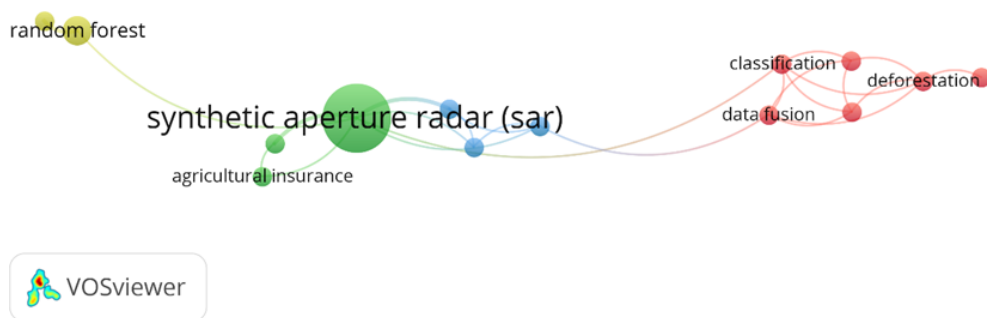 random forest
classification
deforestation
synthetic aperture radar (sar)
data fusion
agricultural insurance
VOSviewer